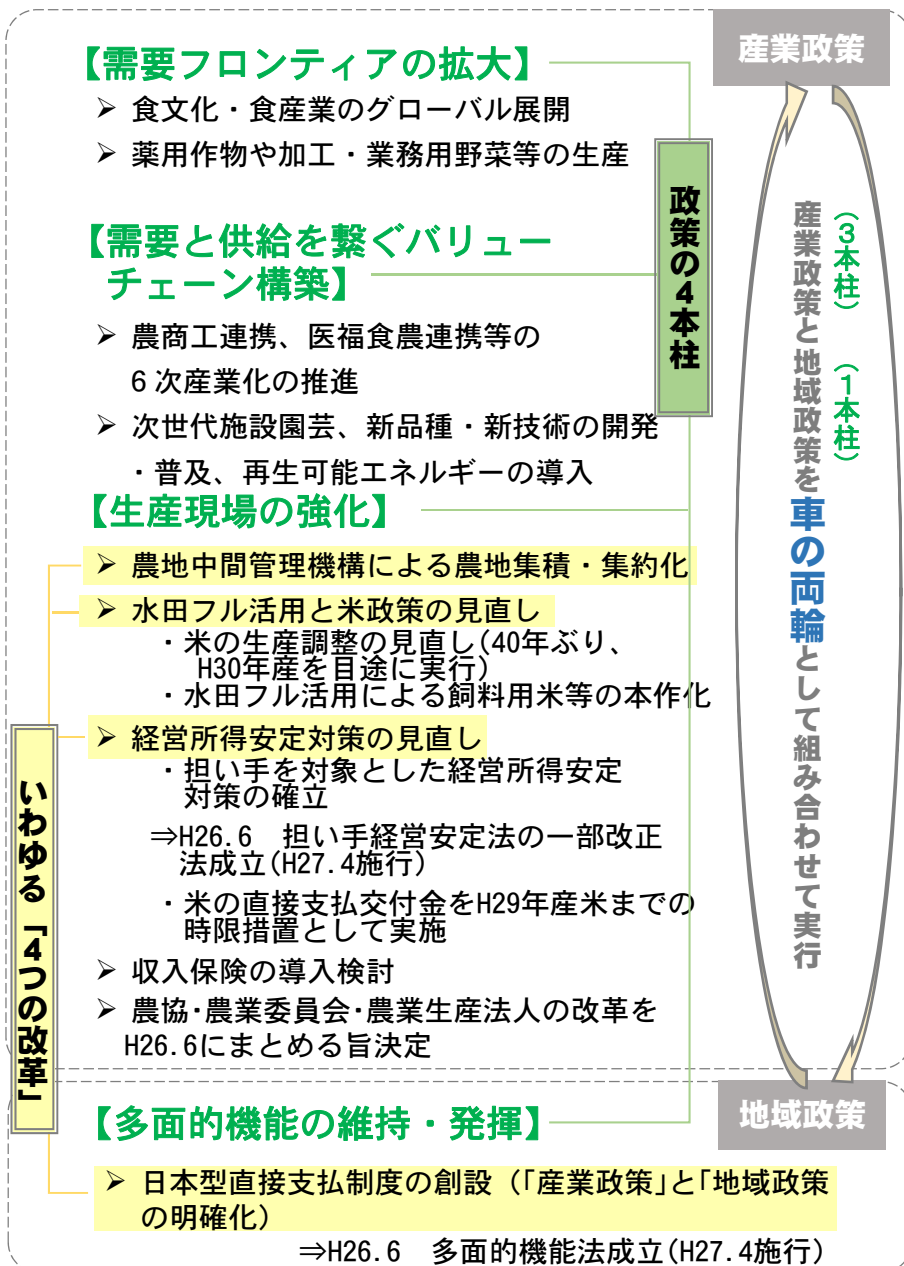 産業政策
【需要フロンティアの拡大】
➢ 食文化・食産業のグローバル展開
➢ 薬用作物や加工・業務用野菜等の生産
政策の4本柱
【需要と供給を繋ぐバリュー
チェーン構築】
➢ 農商工連携、医福食農連携等の
６次産業化の推進
➢ 次世代施設園芸、新品種・新技術の開発
・普及、再生可能エネルギーの導入
【生産現場の強化】
➢ 農地中間管理機構による農地集積・集約化
➢ 水田フル活用と米政策の見直し
・米の生産調整の見直し(40年ぶり、
H30年産を目途に実行)
・水田フル活用による飼料用米等の本作化
➢ 経営所得安定対策の見直し
・担い手を対象とした経営所得安定
対策の確立
⇒H26.6　担い手経営安定法の一部改正
法成立(H27.4施行)
・米の直接支払交付金をH29年産米までの
時限措置として実施
➢ 収入保険の導入検討
➢ 農協･農業委員会･農業生産法人の改革を
H26.6にまとめる旨決定
いわゆる「4つの改革」
（３本柱）　（１本柱）
産業政策と地域政策を車の両輪として組み合わせて実行
地域政策
【多面的機能の維持・発揮】
➢ 日本型直接支払制度の創設（｢産業政策｣と｢地域政策
の明確化）
⇒H26.6　多面的機能法成立(H27.4施行)